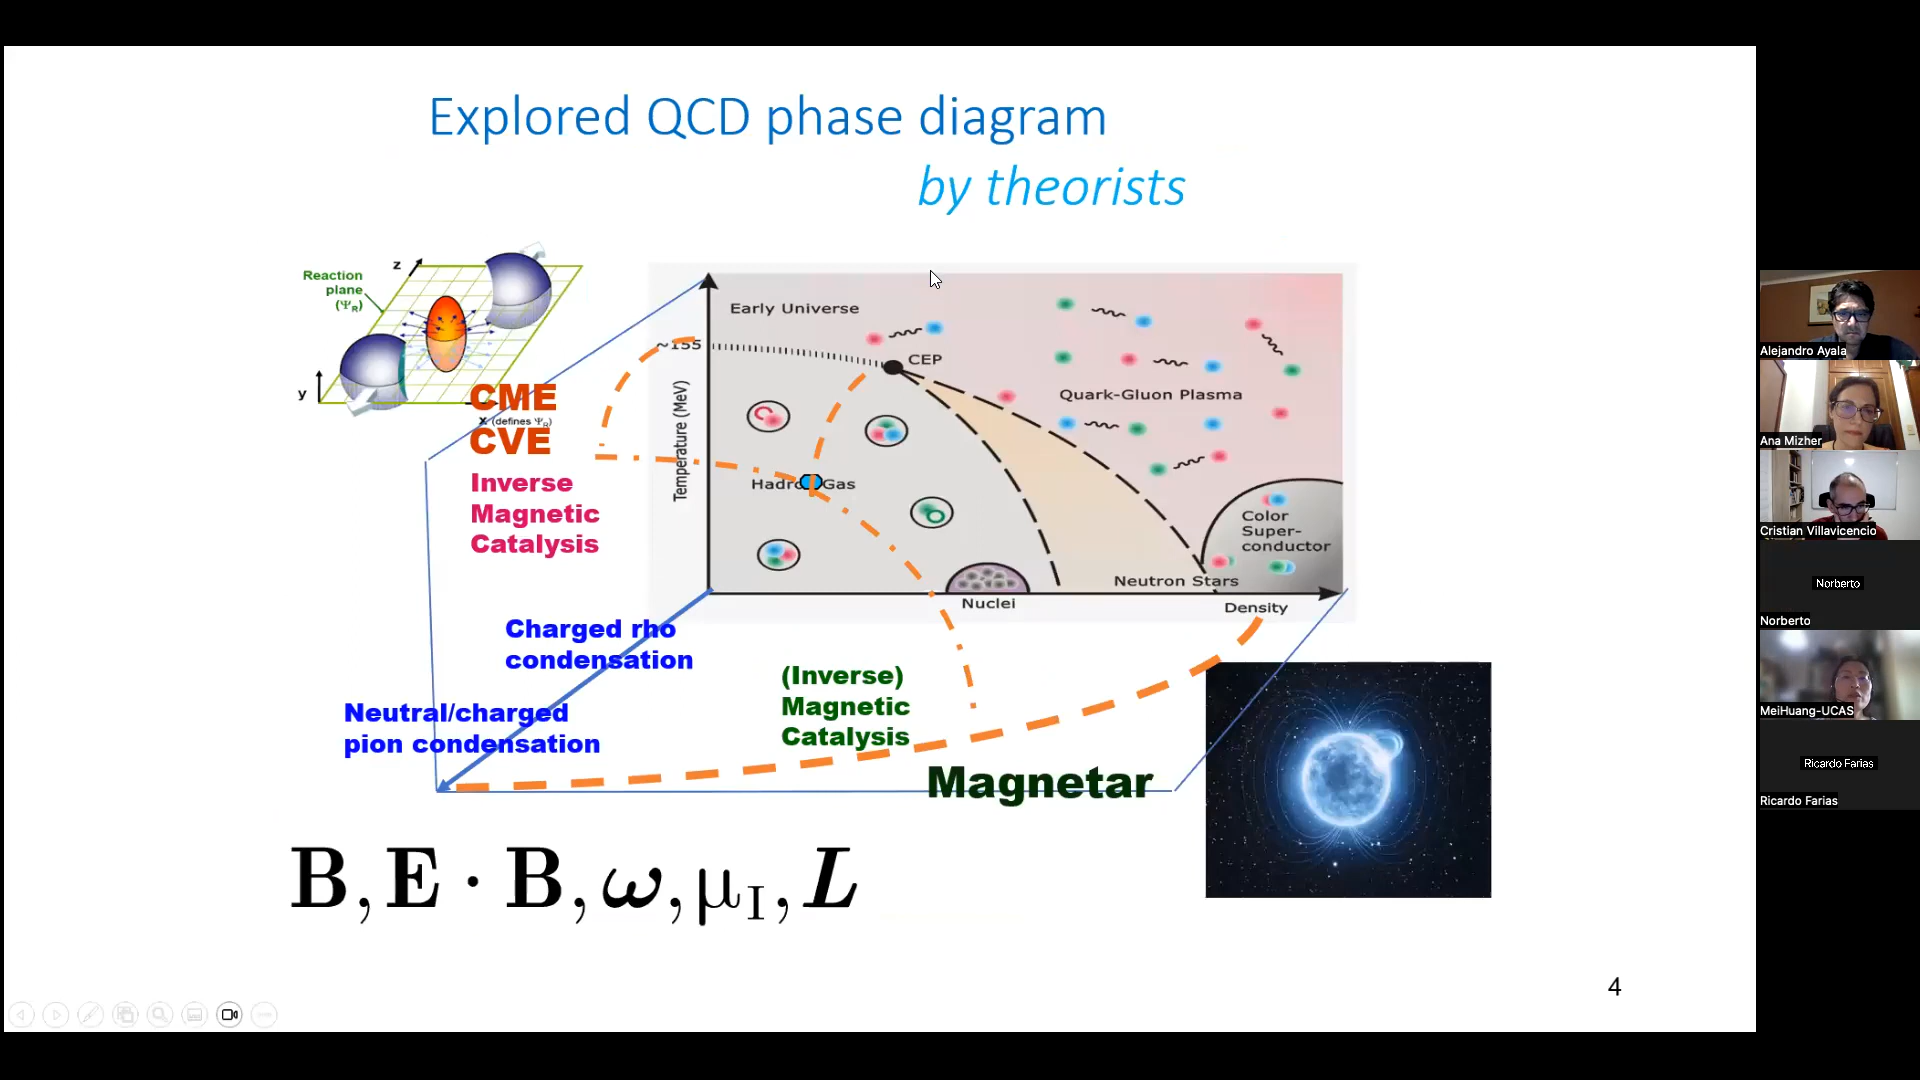 Explored QCD phase diagram
by theorists
Reaction
plane
(Ψ_R)
z
y
x (defines Ψ_R)
CME
CVE
Inverse
Magnetic
Catalysis
Charged rho
condensation
Neutral/charged
pion condensation
(Inverse)
Magnetic
Catalysis
Magnetar
Early Universe
~155
CEP
Temperature (MeV)
Quark-Gluon Plasma
Hadron Gas
Color
Super-
conductor
Neutron Stars
Nuclei
Density
B, E · B, ω, μ_I, L
4
Alejandro Ayala
Ana Mizher
Cristian Villavicencio
Norberto
Norberto
MeiHuang-UCAS
Ricardo Farias
Ricardo Farias